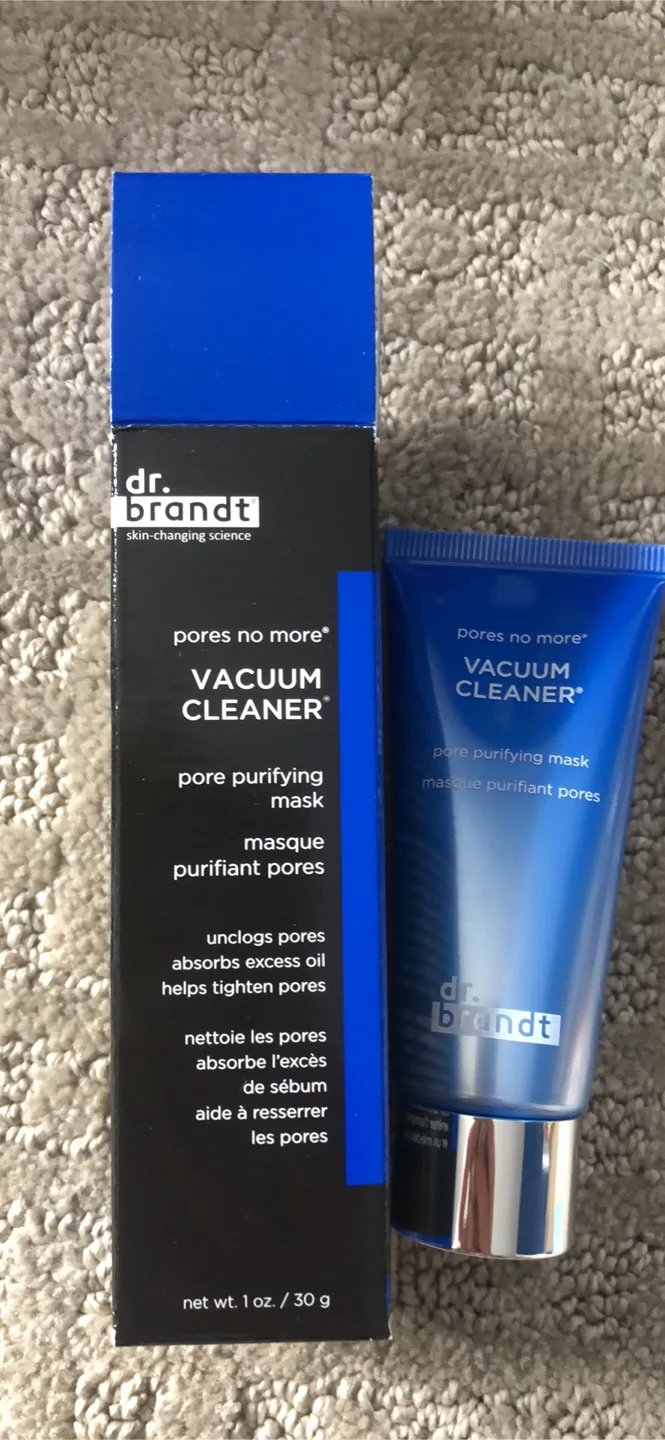 dr.
brandt
skin-changing science
pores no more®
VACUUM
CLEANER®
pore purifying
mask
masque
purifiant pores
unclogs pores
absorbs excess oil
helps tighten pores
nettoie les pores
absorbe l'excès
de sébum
aide à resserrer
les pores
net wt. 1 oz. / 30 g
pores no more®
VACUUM
CLEANER®
pore purifying mask
masque purifiant pores
dr.
brandt